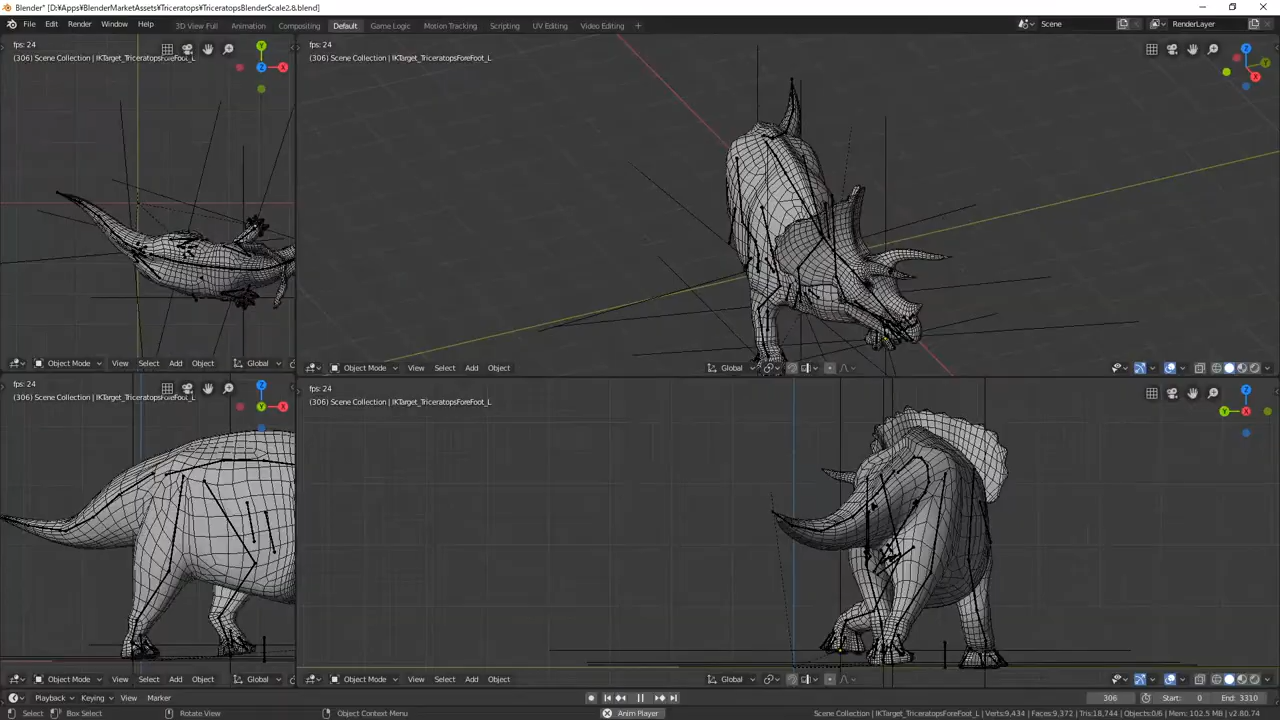 Blender* [D:¥Apps¥BlenderMarketAssets¥Triceratops¥TriceratopsBlenderScale2.8.blend]
File Edit Render Window Help 3D View Full Animation Compositing Default Game Logic Motion Tracking Scripting UV Editing Video Editing + Scene RenderLayer
fps: 24
(306) Scene Collection | IKTarget_TriceratopsForeFoot_L
Y
Z
X
Object Mode View Select Add Object Global
fps: 24
(306) Scene Collection | IKTarget_TriceratopsForeFoot_L
Z
Y
X
Object Mode View Select Add Object Global
fps: 24
(306) Scene Collection | IKTarget_TriceratopsForeFoot_L
Z
Y
X
Object Mode View Select Add Object Global
fps: 24
(306) Scene Collection | IKTarget_TriceratopsForeFoot_L
Z
Y
X
Object Mode View Select Add Object Global
Playback Keying View Marker 306 Start: 0 End: 3310
Select Box Select Rotate View Object Context Menu Anim Player Scene Collection | IKTarget_TriceratopsForeFoot_L | Verts:9,434 | Faces:9,372 | Tris:18,744 | Objects:0/6 | Mem: 102.5 MB | v2.80.74